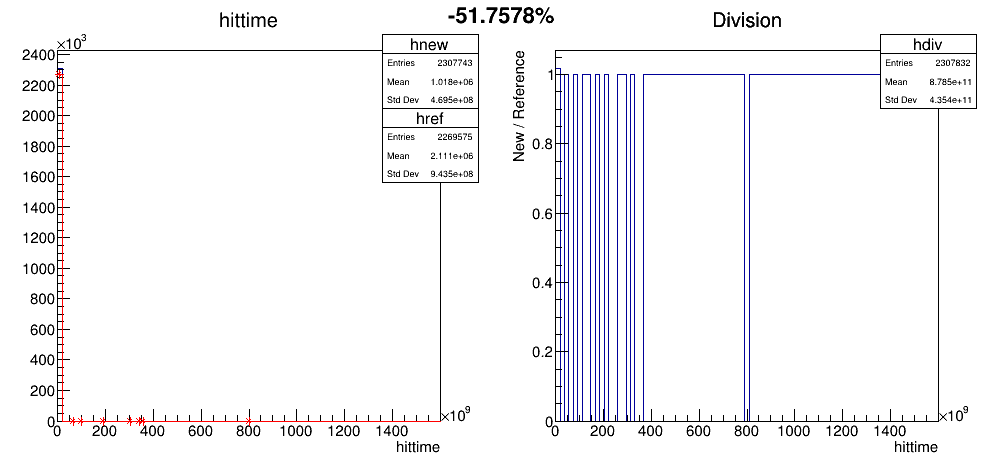 -51.7578%
hittime
×10³
2400
2200
2000
1800
1600
1400
1200
1000
800
600
400
200
0
0 200 400 600 800 1000 1200 1400
×10⁹
hittime
hnew
Entries 2307743
Mean 1.018e+06
Std Dev 4.695e+08
href
Entries 2269575
Mean 2.111e+06
Std Dev 9.435e+08
Division
New / Reference
1
0.8
0.6
0.4
0.2
0
0 200 400 600 800 1000 1200 1400
×10⁹
hittime
hdiv
Entries 2307832
Mean 8.785e+11
Std Dev 4.354e+11